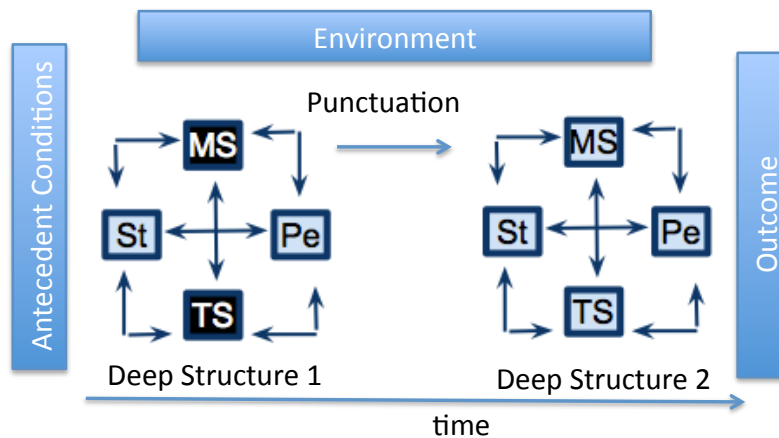 Environment
Antecedent Conditions
Punctuation
MS
St
Pe
TS
Deep Structure 1
MS
St
Pe
TS
Deep Structure 2
Outcome
time